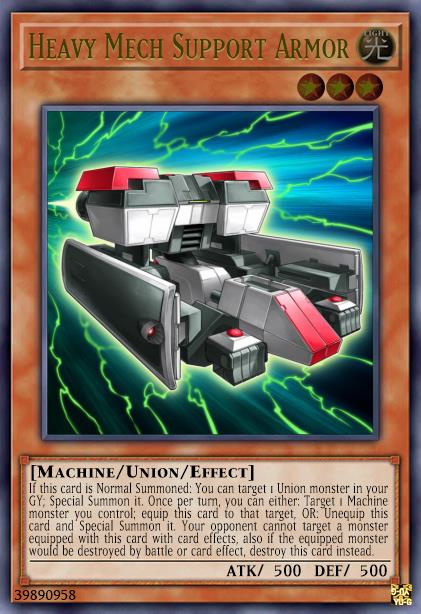 HEAVY MECH SUPPORT ARMOR
LIGHT
光
[MACHINE/UNION/EFFECT]
If this card is Normal Summoned: You can target 1 Union monster in your
GY; Special Summon it. Once per turn, you can either: Target 1 Machine
monster you control; equip this card to that target, OR: Unequip this
card and Special Summon it. Your opponent cannot target a monster
equipped with this card with card effects, also if the equipped monster
would be destroyed by battle or card effect, destroy this card instead.
ATK/ 500 DEF/ 500
39890958